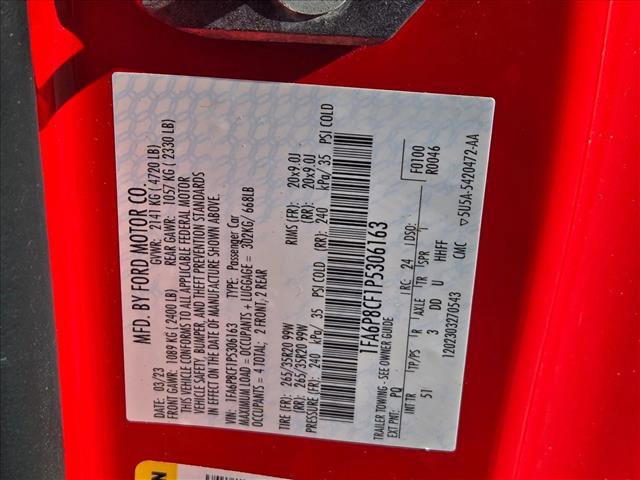 MFD. BY FORD MOTOR CO.
DATE: 03/23 GVWR: 2141 KG ( 4720 LB)
FRONT GAWR: 1089 KG ( 2400 LB) REAR GAWR: 1057 KG ( 2330 LB)
THIS VEHICLE CONFORMS TO ALL APPLICABLE FEDERAL MOTOR
VEHICLE SAFETY, BUMPER, AND THEFT PREVENTION STANDARDS
IN EFFECT ON THE DATE OF MANUFACTURE SHOWN ABOVE.
VIN: 1FA6P8CF1P5306163 TYPE: Passenger Car
MAXIMUM LOAD = OCCUPANTS + LUGGAGE = 302KG/ 668LB
OCCUPANTS = 4 TOTAL; 2 FRONT, 2 REAR
TIRE (FR): 265/35R20 99W RIMS (FR): 20x9.0J
(RR): 265/35R20 99W (RR): 20x9.0J
PRESSURE (FR): 240 kPa/ 35 PSI COLD (RR): 240 kPa/ 35 PSI COLD
1FA6P8CF1P5306163
TRAILER TOWING - SEE OWNER GUIDE
EXT PNT: PQ RC: 24 DSO: F0100
R0046
INT TR TP/PS R AXLE TR SPR
51 3 DD U HHFF CMC
1202303270543 5U5A-5420472-AA
N